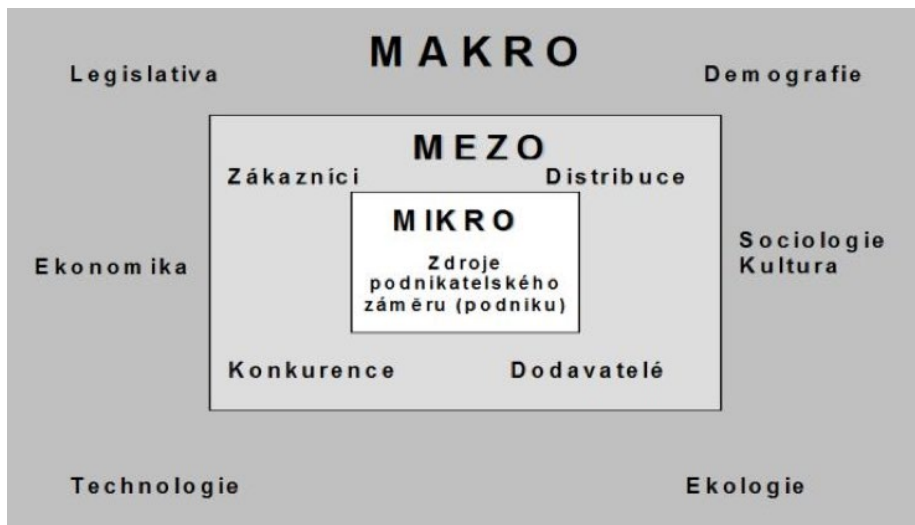 MAKRO
Legislativa
Demografie
MEZO
Zákazníci
Distribuce
MIKRO
Zdroje
podnikatelského
záměru (podniku)
Ekonomika
Sociologie
Kultura
Konkurence
Dodavatelé
Technologie
Ekologie